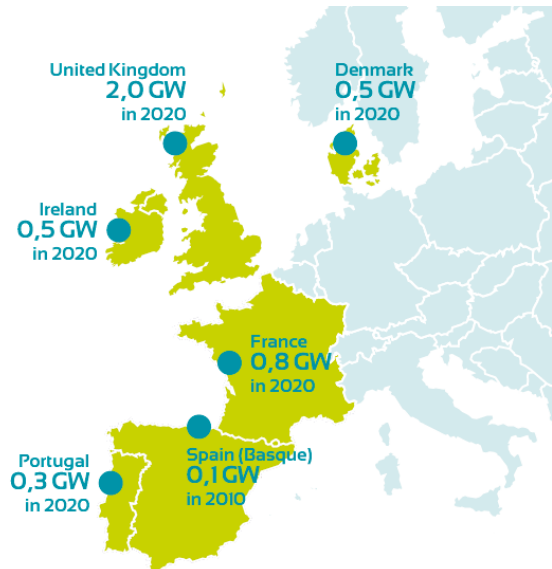 United Kingdom
2,0 GW
in 2020
Denmark
0,5 GW
in 2020
Ireland
0,5 GW
in 2020
France
0,8 GW
in 2020
Spain (Basque)
0,1 GW
in 2010
Portugal
0,3 GW
in 2020